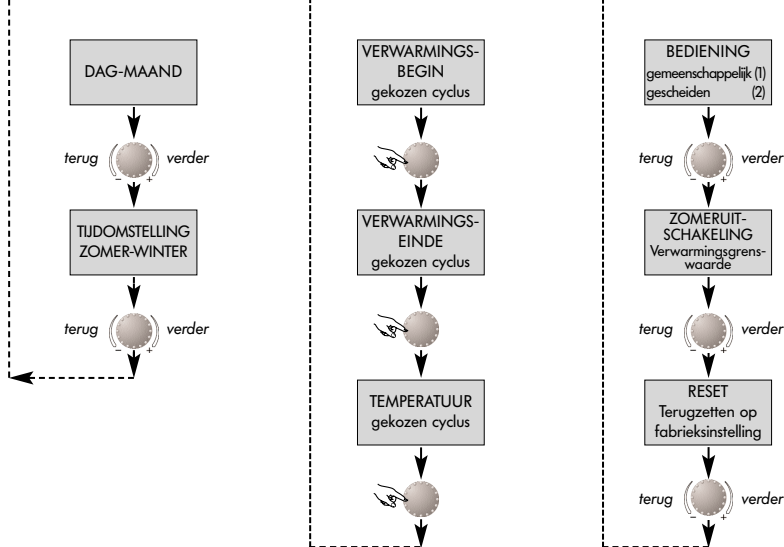 DAG-MAAND
terug verder
– +
TIJDOMSTELLING
ZOMER-WINTER
terug verder
– +
VERWARMINGS-
BEGIN
gekozen cyclus
VERWARMINGS-
EINDE
gekozen cyclus
TEMPERATUUR
gekozen cyclus
BEDIENING
gemeenschappelijk (1)
gescheiden (2)
terug verder
– +
ZOMERUIT-
SCHAKELING
Verwarmingsgrens-
waarde
terug verder
– +
RESET
Terugzetten op
fabrieksinstelling
terug verder
– +